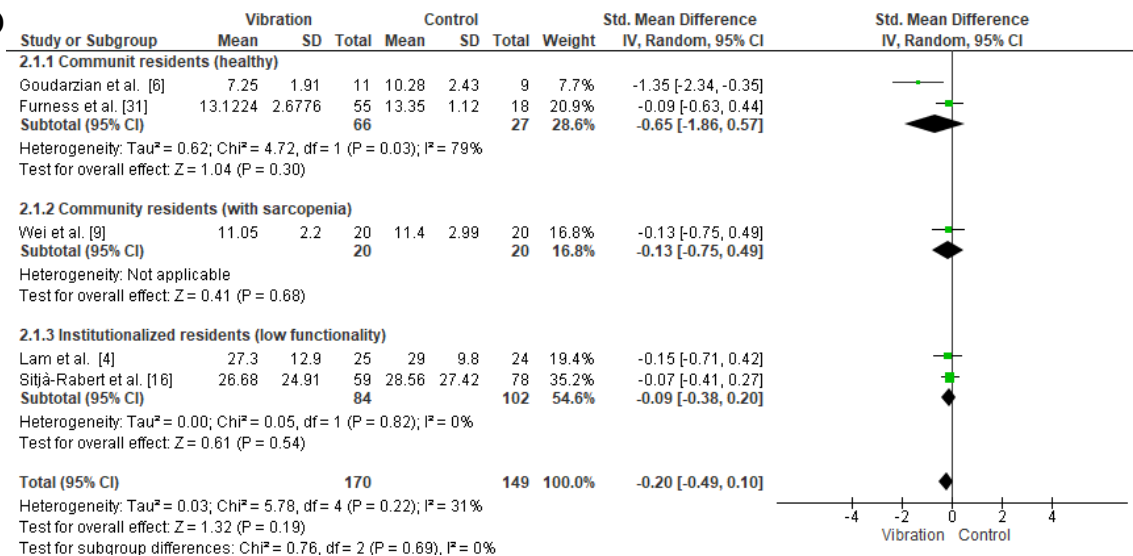 Vibration Control Std. Mean Difference Std. Mean Difference
Study or Subgroup Mean SD Total Mean SD Total Weight IV, Random, 95% CI IV, Random, 95% CI
2.1.1 Communit residents (healthy)
Goudarzian et al. [6] 7.25 1.91 11 10.28 2.43 9 7.7% -1.35 [-2.34, -0.35]
Furness et al. [31] 13.1224 2.6776 55 13.35 1.12 18 20.9% -0.09 [-0.63, 0.44]
Subtotal (95% CI) 66 27 28.6% -0.65 [-1.86, 0.57]
Heterogeneity: Tau² = 0.62; Chi² = 4.72, df = 1 (P = 0.03); I² = 79%
Test for overall effect: Z = 1.04 (P = 0.30)
2.1.2 Community residents (with sarcopenia)
Wei et al. [9] 11.05 2.2 20 11.4 2.99 20 16.8% -0.13 [-0.75, 0.49]
Subtotal (95% CI) 20 20 16.8% -0.13 [-0.75, 0.49]
Heterogeneity: Not applicable
Test for overall effect: Z = 0.41 (P = 0.68)
2.1.3 Institutionalized residents (low functionality)
Lam et al. [4] 27.3 12.9 25 29 9.8 24 19.4% -0.15 [-0.71, 0.42]
Sitjà-Rabert et al. [16] 26.68 24.91 59 28.56 27.42 78 35.2% -0.07 [-0.41, 0.27]
Subtotal (95% CI) 84 102 54.6% -0.09 [-0.38, 0.20]
Heterogeneity: Tau² = 0.00; Chi² = 0.05, df = 1 (P = 0.82); I² = 0%
Test for overall effect: Z = 0.61 (P = 0.54)
Total (95% CI) 170 149 100.0% -0.20 [-0.49, 0.10]
Heterogeneity: Tau² = 0.03; Chi² = 5.78, df = 4 (P = 0.22); I² = 31%
Test for overall effect: Z = 1.32 (P = 0.19)
Test for subgroup differences: Chi² = 0.76, df = 2 (P = 0.69), I² = 0%
-4 -2 0 2 4
Vibration Control